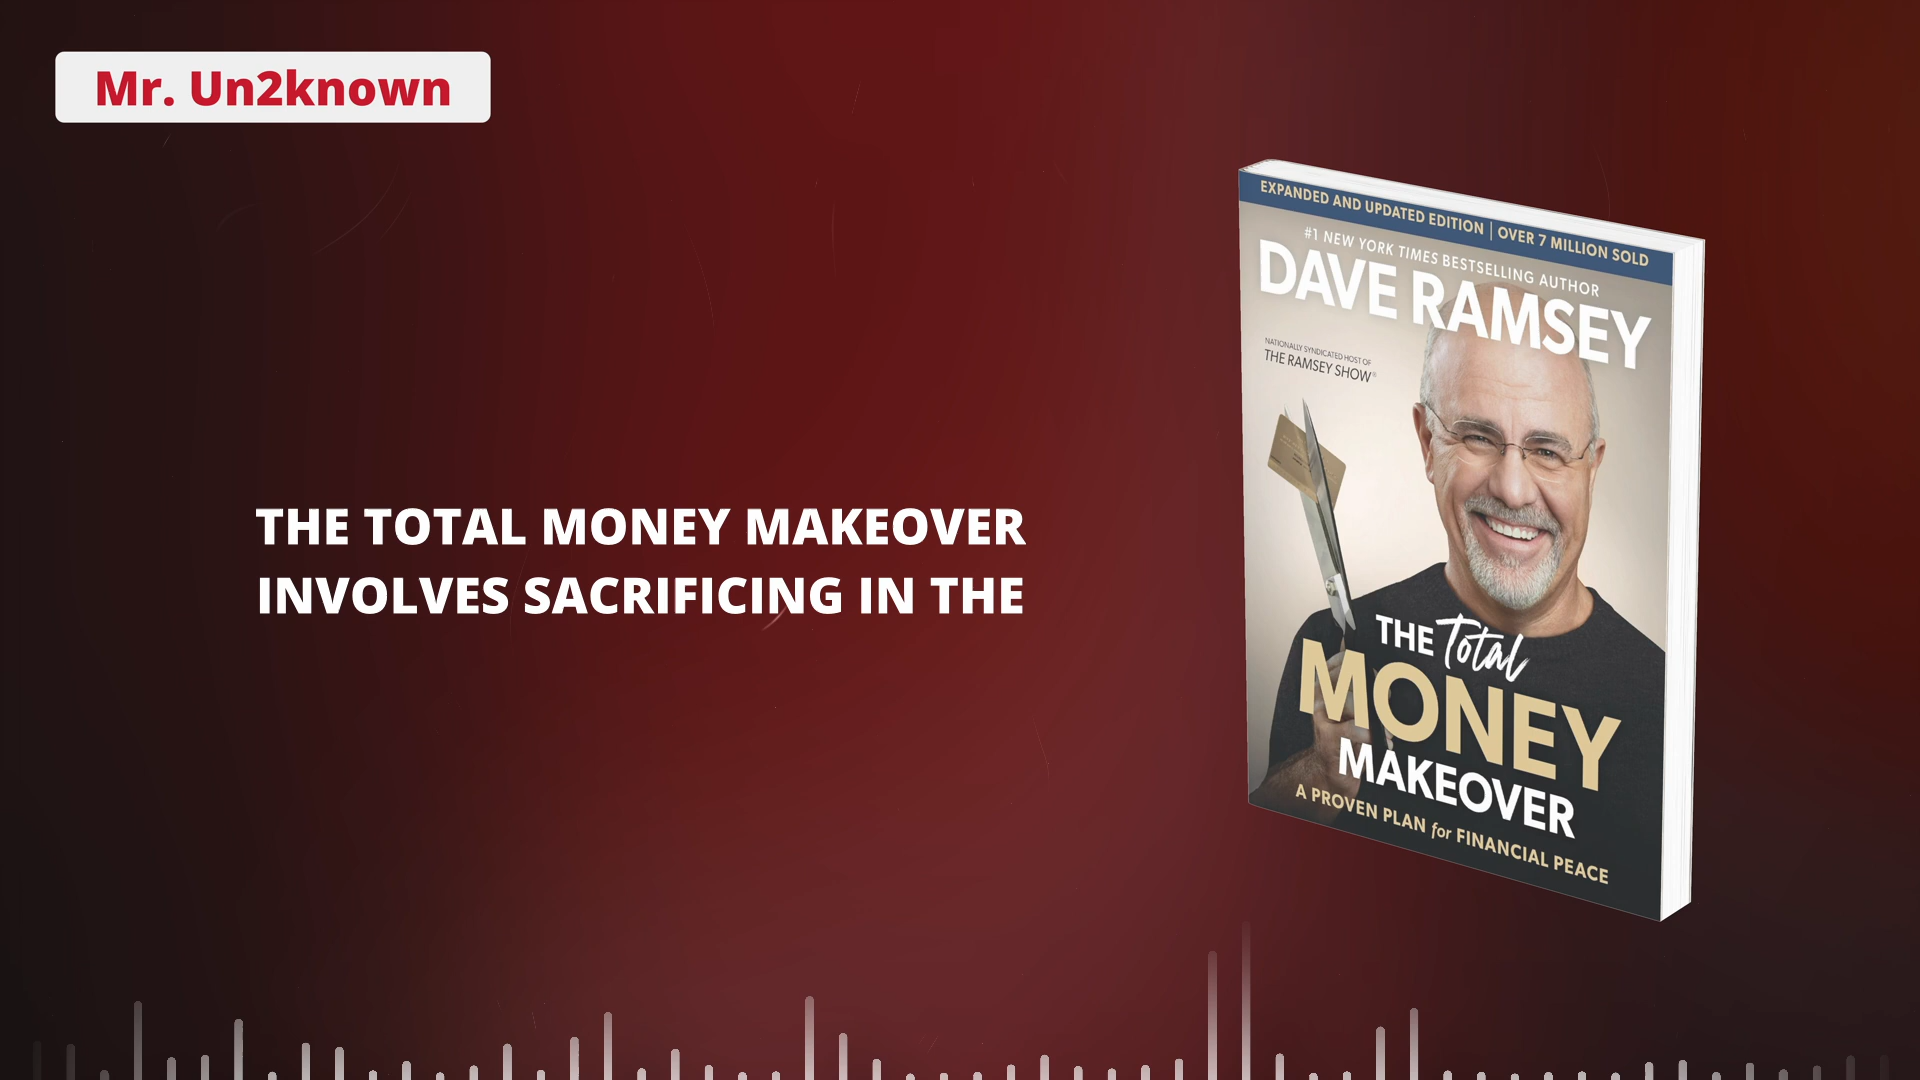 Mr. Un2known
THE TOTAL MONEY MAKEOVER
INVOLVES SACRIFICING IN THE
EXPANDED AND UPDATED EDITION | OVER 7 MILLION SOLD
#1 NEW YORK TIMES BESTSELLING AUTHOR
DAVE RAMSEY
NATIONALLY SYNDICATED HOST OF
THE RAMSEY SHOW®
THE Total
MONEY
MAKEOVER
A PROVEN PLAN for FINANCIAL PEACE